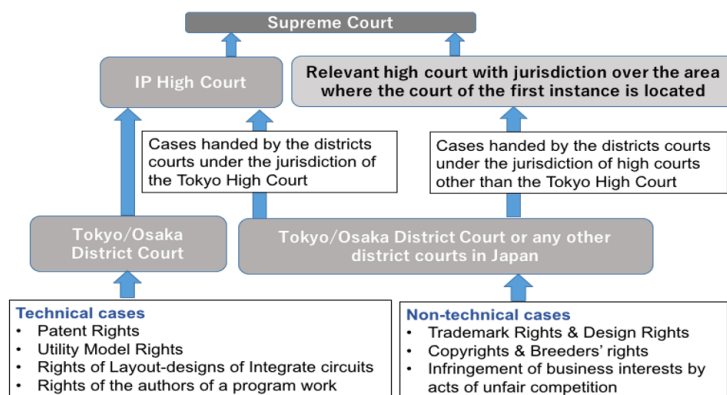 Supreme Court
IP High Court
Relevant high court with jurisdiction over the area
where the court of the first instance is located
Cases handed by the districts
courts under the jurisdiction of
the Tokyo High Court
Cases handed by the districts courts
under the jurisdiction of high courts
other than the Tokyo High Court
Tokyo/Osaka
District Court
Tokyo/Osaka District Court or any other
district courts in Japan
Technical cases
• Patent Rights
• Utility Model Rights
• Rights of Layout-designs of Integrate circuits
• Rights of the authors of a program work
Non-technical cases
• Trademark Rights & Design Rights
• Copyrights & Breeders' rights
• Infringement of business interests by
acts of unfair competition